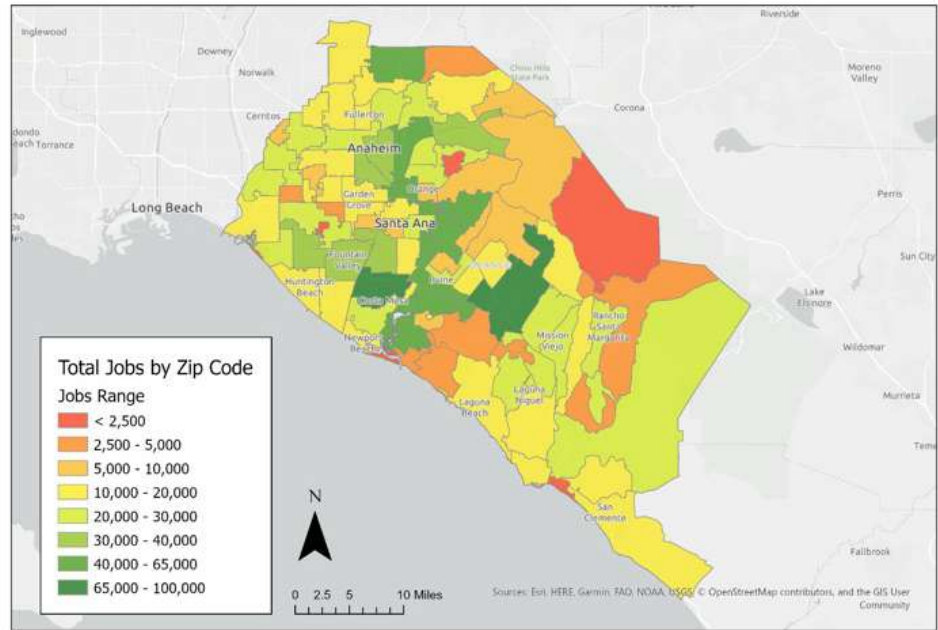 Inglewood
Downey
Norwalk
Riverside
Moreno
Valley
Chino Hills
State Park
Corona
Cerritos
Torrance
Fullerton
Anaheim
Perris
Long Beach
Orange
Garden
Grove
Santa Ana
Sun City
Fountain
Valley
Irvine
Lake
Elsinore
Huntington
Beach
Costa Mesa
Rancho
Santa
Margarita
Mission
Viejo
Newport
Beach
Wildomar
Laguna
Niguel
Laguna
Beach
Murrieta
Total Jobs by Zip Code
Jobs Range
< 2,500
2,500 - 5,000
5,000 - 10,000
10,000 - 20,000
20,000 - 30,000
30,000 - 40,000
40,000 - 65,000
65,000 - 100,000
N
San
Clemente
Fallbrook
0 2.5 5 10 Miles
Sources: Esri, HERE, Garmin, FAO, NOAA, USGS, © OpenStreetMap contributors, and the GIS User
Community